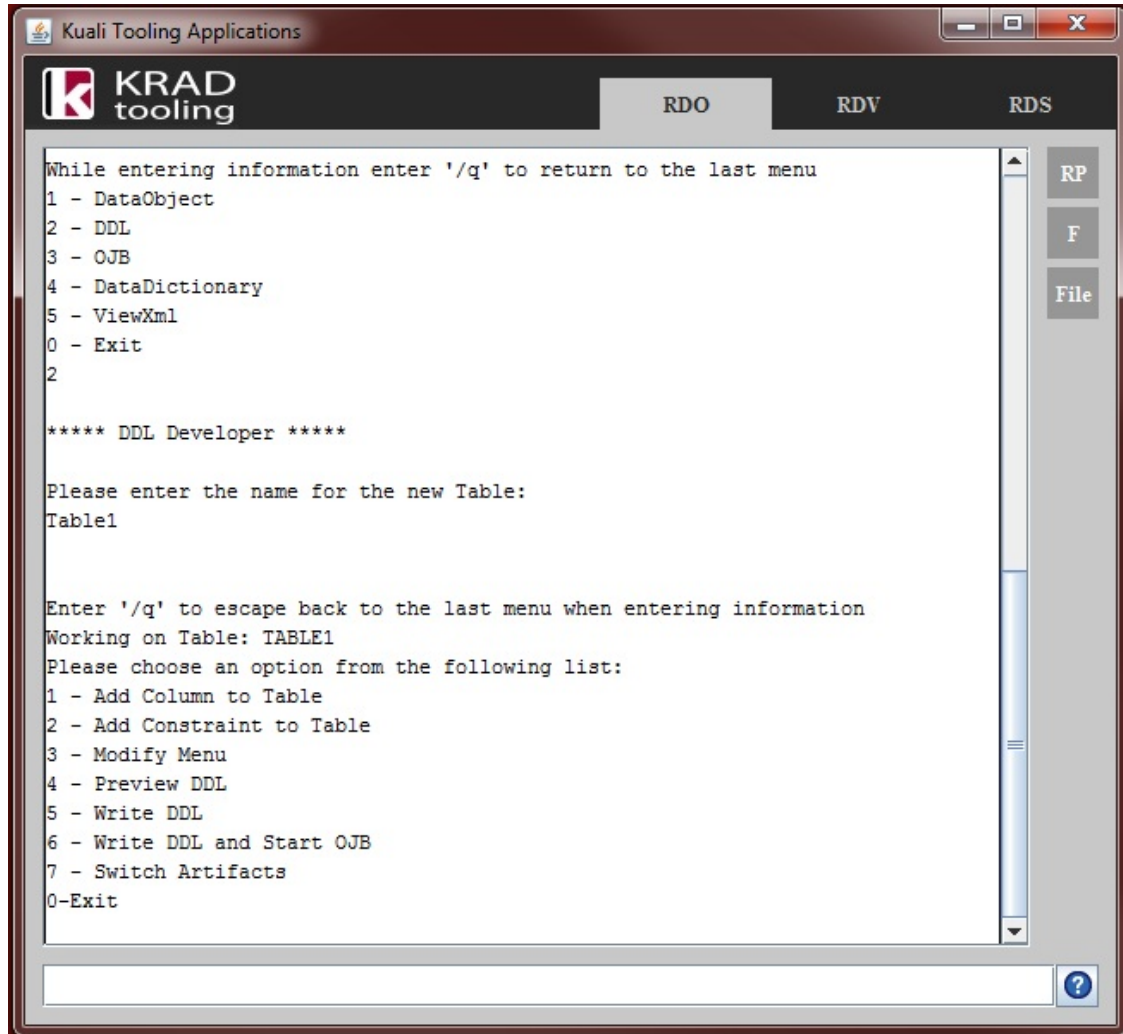 Kuali Tooling Applications
KRAD
tooling
RDO RDV RDS
While entering information enter '/q' to return to the last menu
1 - DataObject
2 - DDL
3 - OJB
4 - DataDictionary
5 - ViewXml
0 - Exit
2
***** DDL Developer *****
Please enter the name for the new Table:
Table1
Enter '/q' to escape back to the last menu when entering information
Working on Table: TABLE1
Please choose an option from the following list:
1 - Add Column to Table
2 - Add Constraint to Table
3 - Modify Menu
4 - Preview DDL
5 - Write DDL
6 - Write DDL and Start OJB
7 - Switch Artifacts
0-Exit
RP
F
File
?